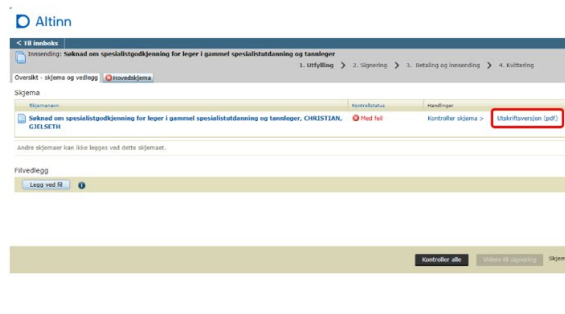 Altinn
< Til innboks
Innsending: Søknad om spesialistgodkjenning for leger i gammel spesialistutdanning og tannleger
1. Utfylling 2. Signering 3. Betaling og innsending 4. Kvittering
Oversikt - skjema og vedlegg Hovedskjema
Skjema
Skjemanavn Kontrollstatus Handlinger
Søknad om spesialistgodkjenning for leger i gammel spesialistutdanning og tannleger, CHRISTIAN, GJELSETH Med feil Kontroller skjema > Utskriftsversjon (pdf)
Andre skjemaer kan ikke legges ved dette skjemaet.
Filvedlegg
Legg ved fil
Kontroller alle Videre til signering Skjem